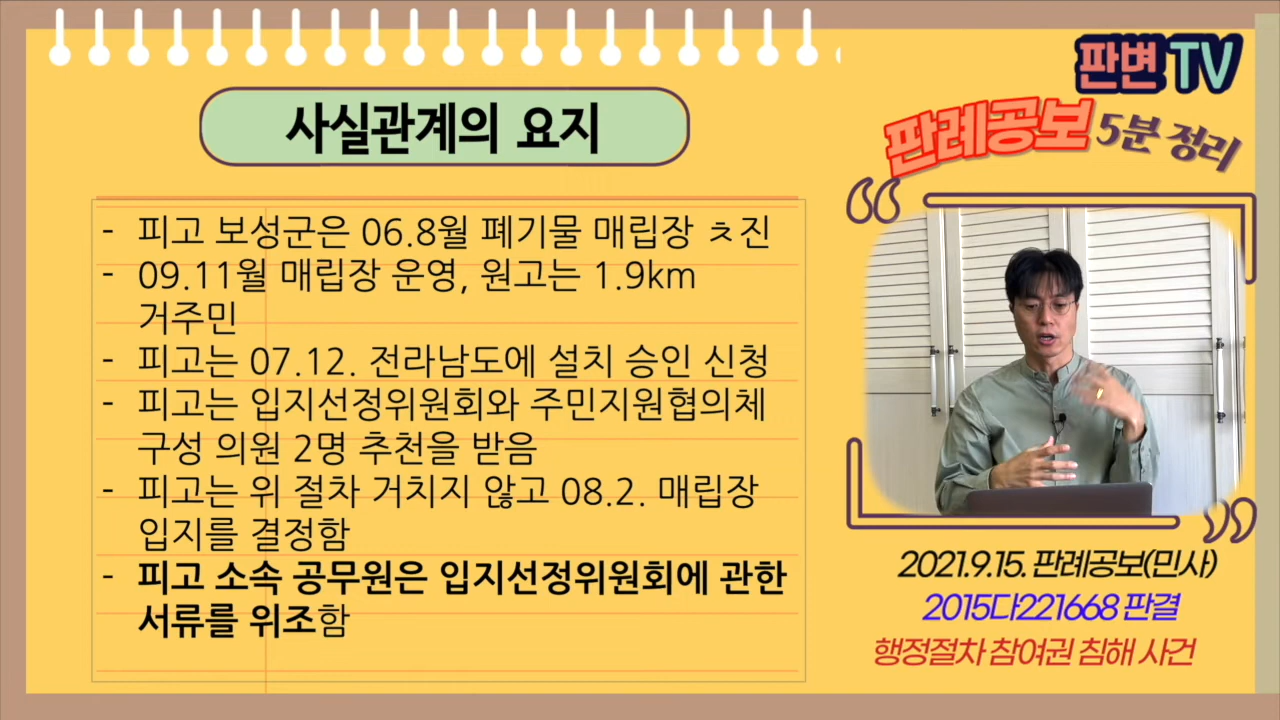 판변 TV
판례공보 5분 정리
사실관계의 요지
- 피고 보성군은 06.8월 폐기물 매립장 ㅊ진
- 09.11월 매립장 운영, 원고는 1.9km
거주민
- 피고는 07.12. 전라남도에 설치 승인 신청
- 피고는 입지선정위원회와 주민지원협의체
구성 의원 2명 추천을 받음
- 피고는 위 절차 거치지 않고 08.2. 매립장
입지를 결정함
- 피고 소속 공무원은 입지선정위원회에 관한
서류를 위조함
2021.9.15. 판례공보(민사)
2015다221668 판결
행정절차 참여권 침해 사건